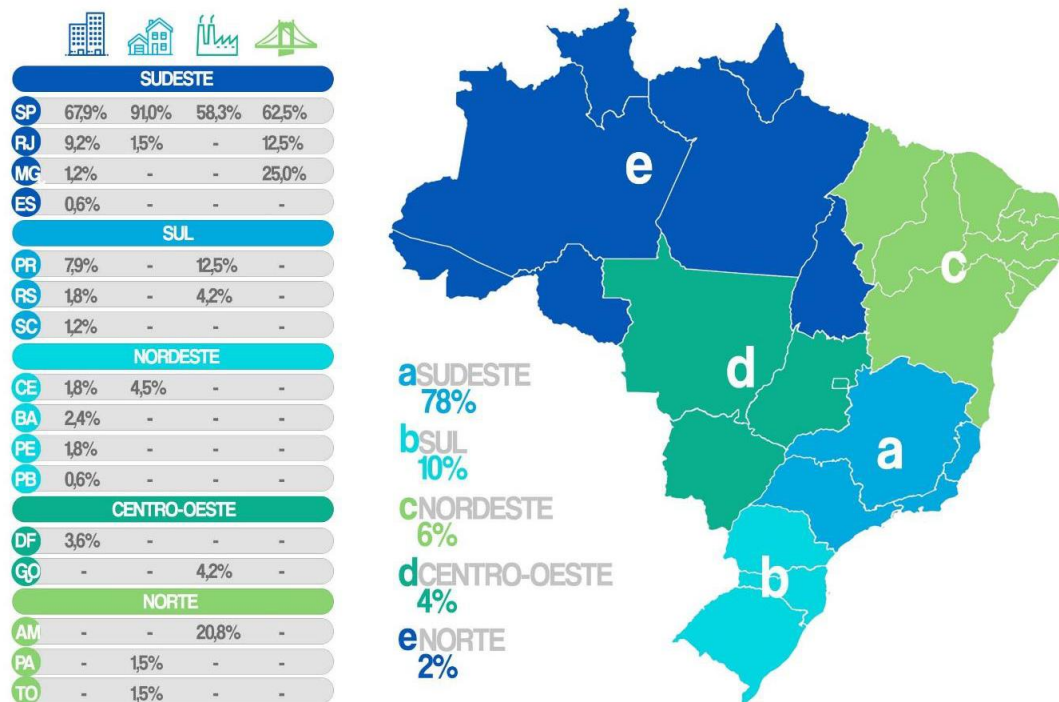 SUDESTE
SP 67,9% 91,0% 58,3% 62,5%
RJ 9,2% 1,5% - 12,5%
MG 1,2% - - 25,0%
ES 0,6% - - -
SUL
PR 7,9% - 12,5% -
RS 1,8% - 4,2% -
SC 1,2% - - -
NORDESTE
CE 1,8% 4,5% - -
BA 2,4% - - -
PE 1,8% - - -
PB 0,6% - - -
CENTRO-OESTE
DF 3,6% - - -
GO - - 4,2% -
NORTE
AM - - 20,8% -
PA - 1,5% - -
TO - 1,5% - -
a SUDESTE
78%
b SUL
10%
c NORDESTE
6%
d CENTRO-OESTE
4%
e NORTE
2%
e
c
d
a
b